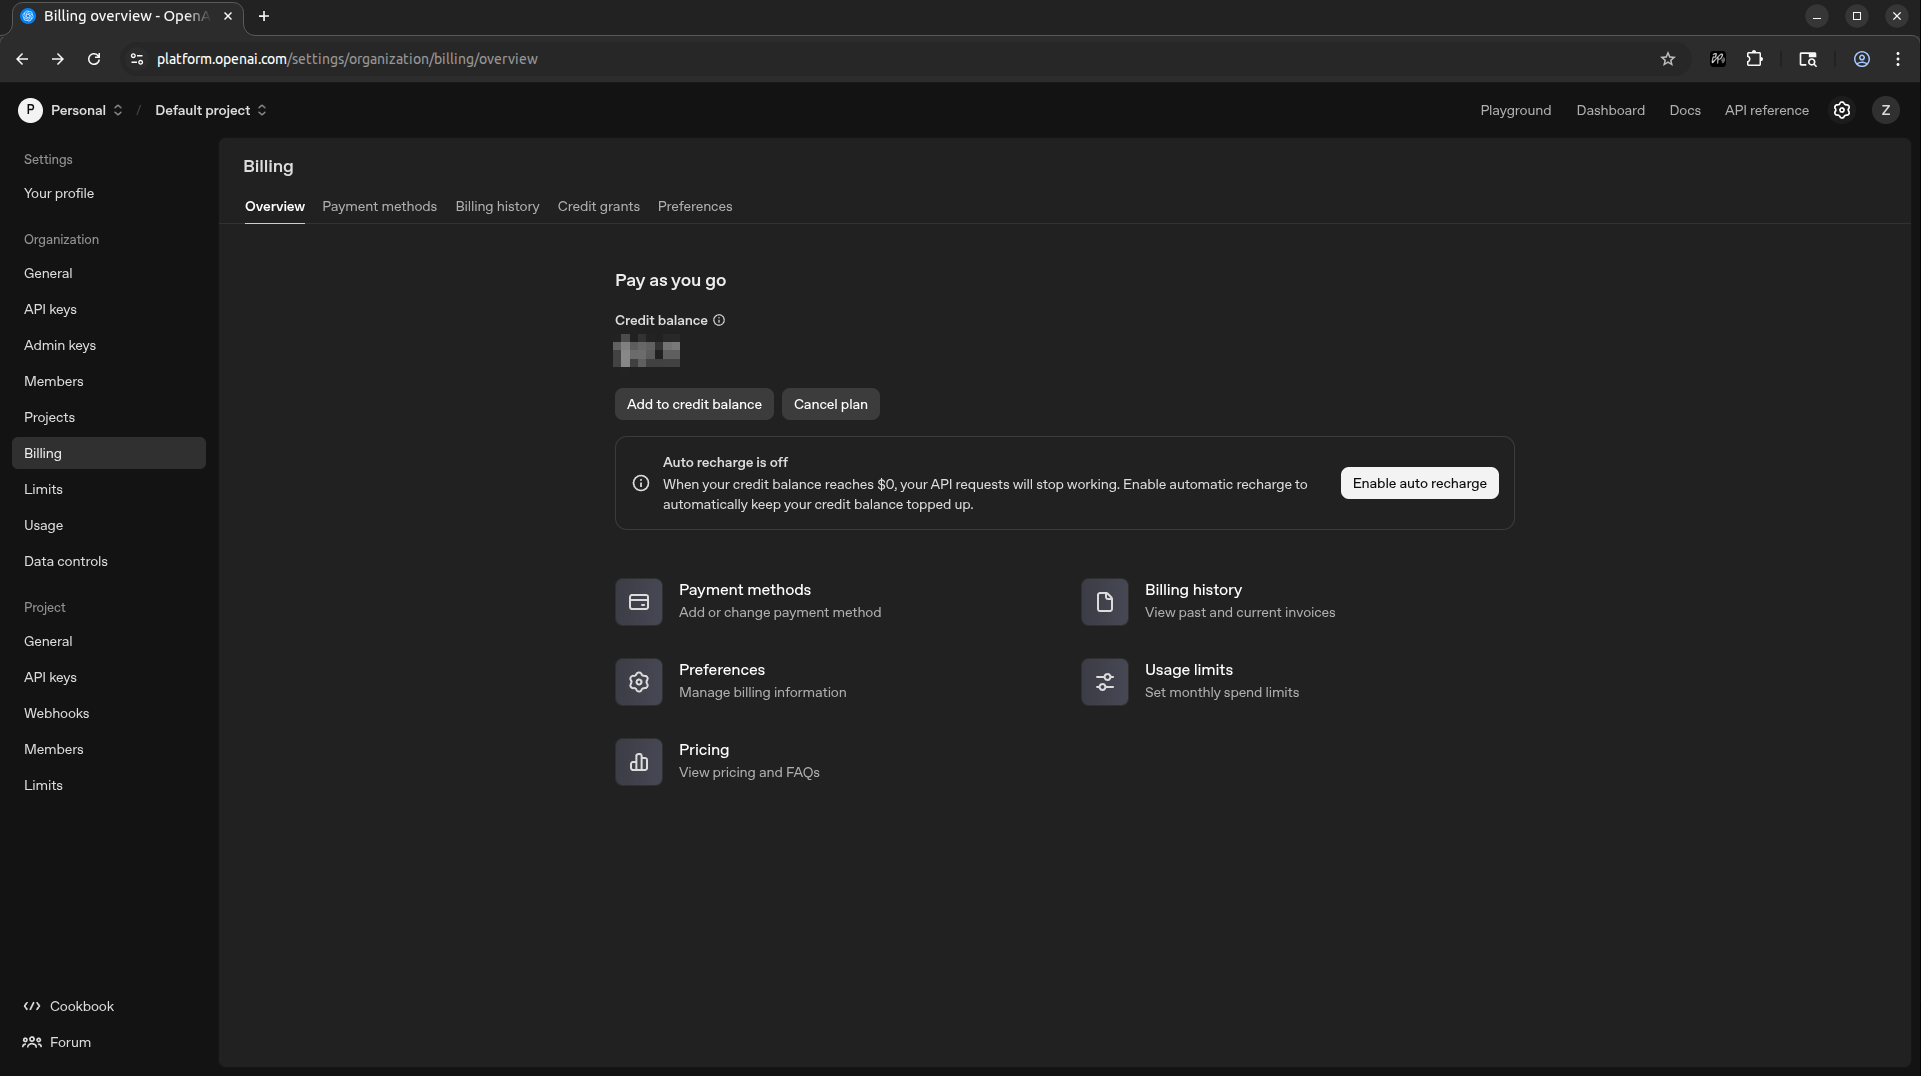 Billing overview - OpenA
platform.openai.com/settings/organization/billing/overview
P Personal / Default project
Playground Dashboard Docs API reference Z
Settings
Your profile
Organization
General
API keys
Admin keys
Members
Projects
Billing
Limits
Usage
Data controls
Project
General
API keys
Webhooks
Members
Limits
Cookbook
Forum
Billing
Overview Payment methods Billing history Credit grants Preferences
Pay as you go
Credit balance
Add to credit balance Cancel plan
Auto recharge is off
When your credit balance reaches $0, your API requests will stop working. Enable automatic recharge to
automatically keep your credit balance topped up.
Enable auto recharge
Payment methods
Add or change payment method
Billing history
View past and current invoices
Preferences
Manage billing information
Usage limits
Set monthly spend limits
Pricing
View pricing and FAQs